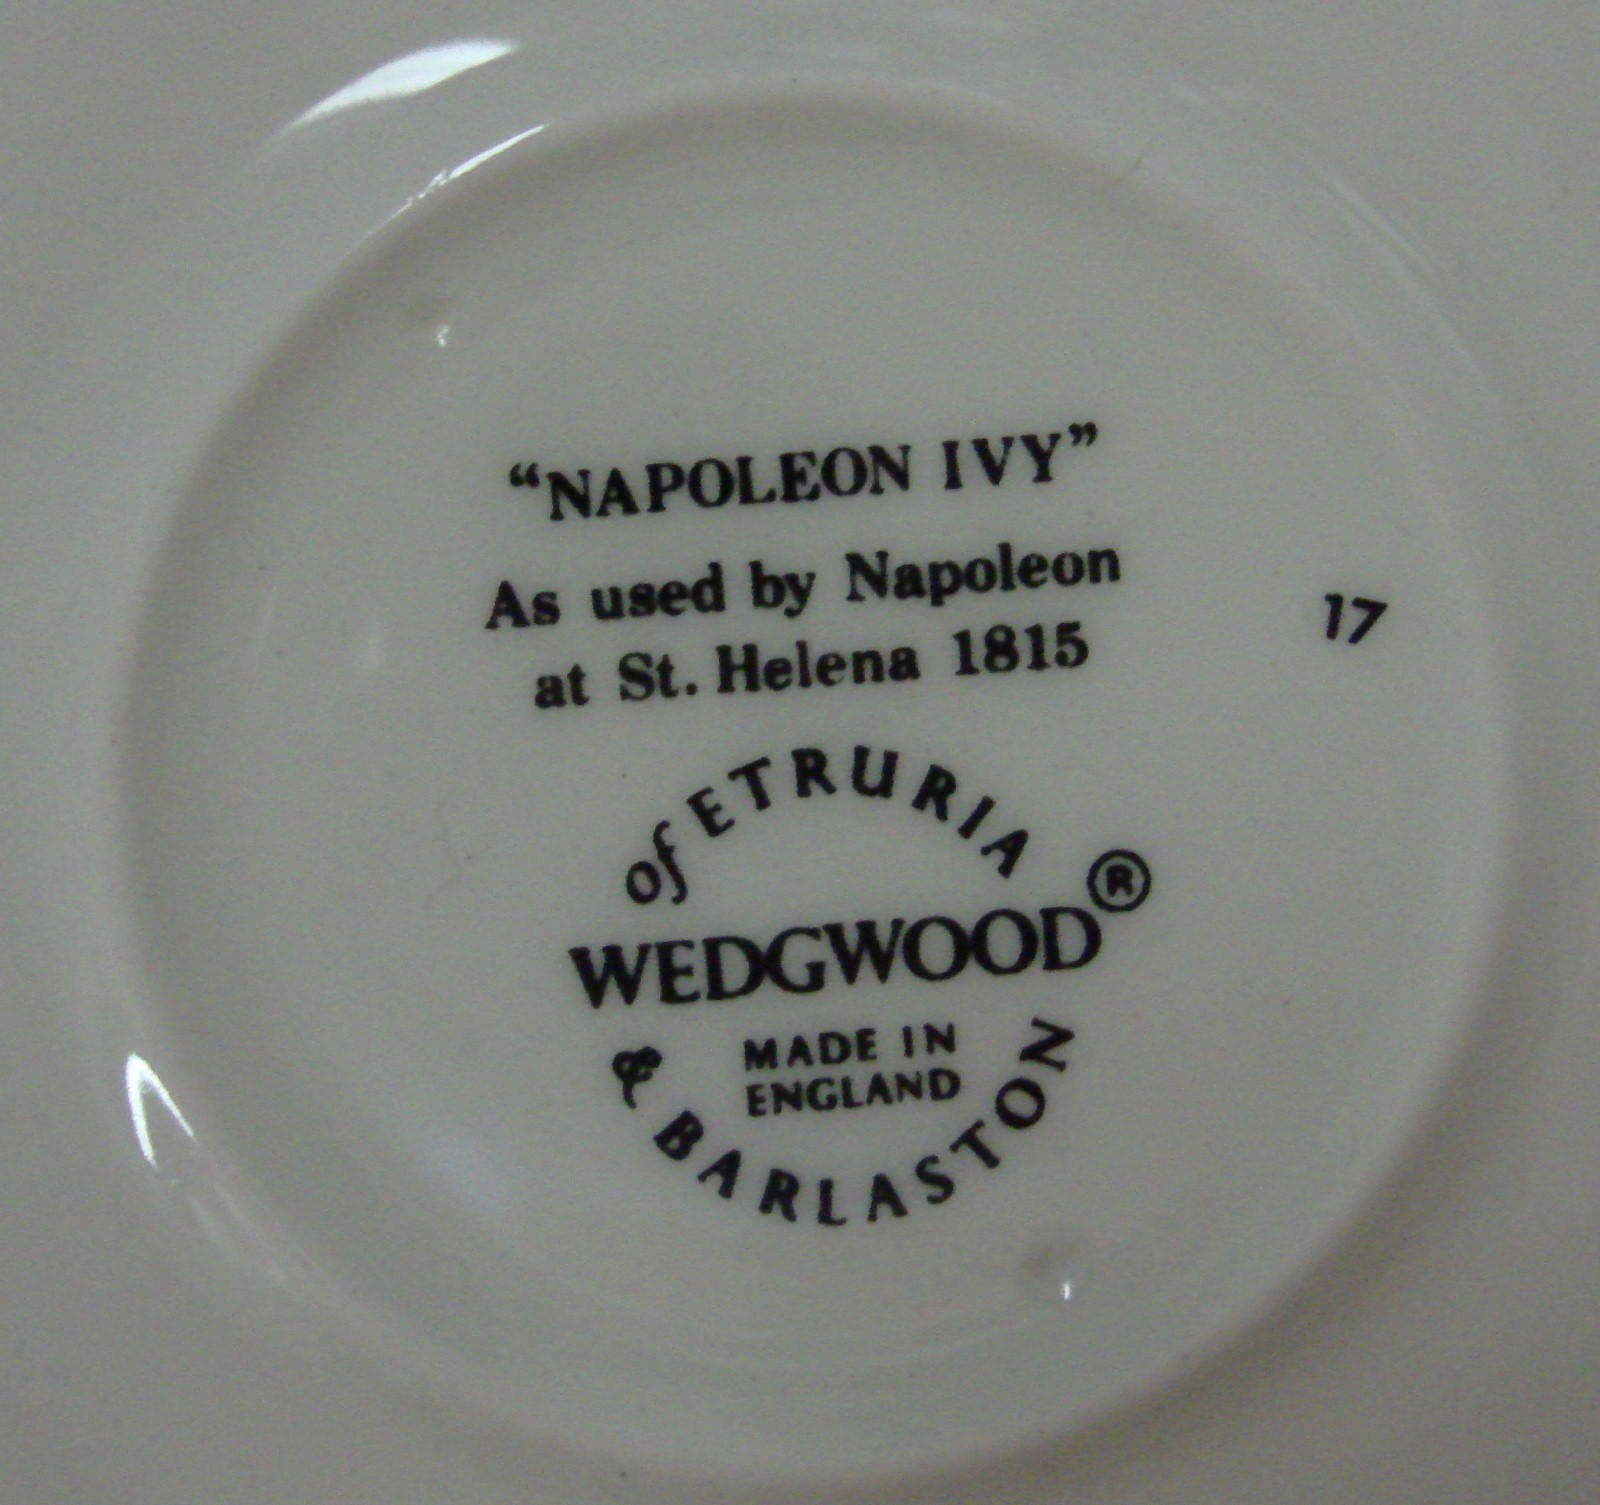 “NAPOLEON IVY”
As used by Napoleon
at St. Helena 1815
17
of ETRURIA
WEDGWOOD®
MADE IN
ENGLAND
& BARLASTON